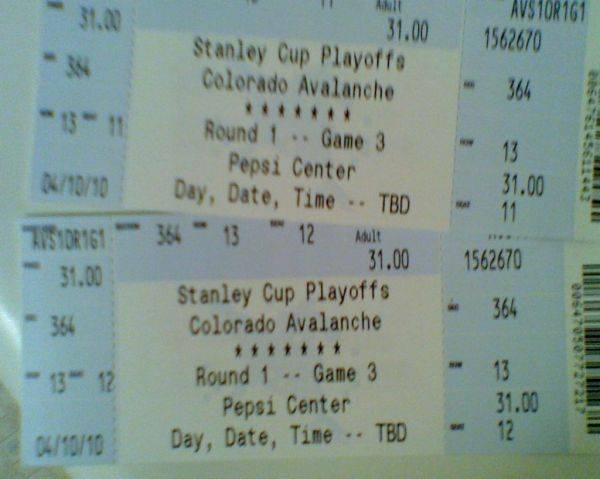 11 Adult AVS1OR1G1
31.00 31.00 1562670
364 Stanley Cup Playoffs 364
Colorado Avalanche
* * * * * * *
13 11 Round 1 -- Game 3 13
Pepsi Center 31.00
04/10/10 Day, Date, Time -- TBD 11
AVS1OR1G1 364 13 12 Adult
31.00 31.00 1562670
Stanley Cup Playoffs
364 Colorado Avalanche 364
* * * * * * *
13 12 Round 1 -- Game 3 13
Pepsi Center 31.00
04/10/10 Day, Date, Time -- TBD 12